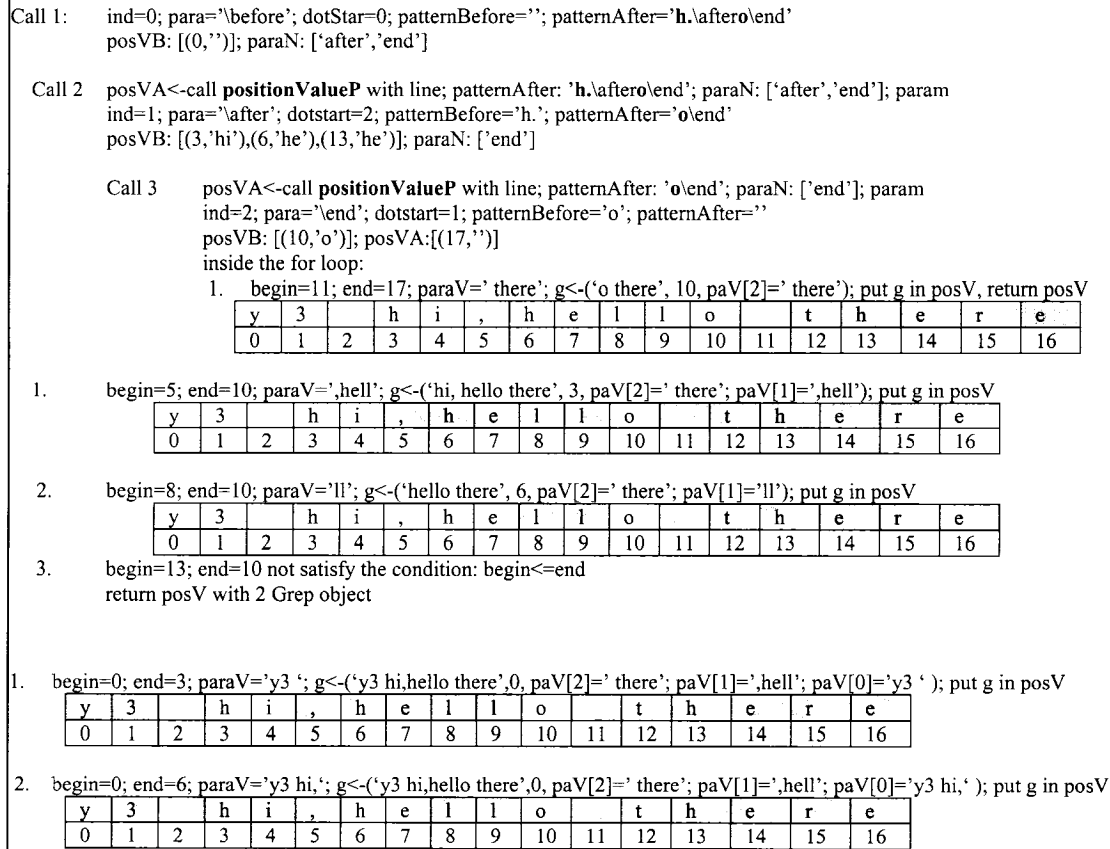 Call 1: ind=0; para='\before'; dotStar=0; patternBefore=''; patternAfter='h.\aftero\end'
posVB: [(0,'')]; paraN: ['after','end']
Call 2 posVA<-call positionValueP with line; patternAfter: 'h.\aftero\end'; paraN: ['after','end']; param
ind=1; para='\after'; dotstart=2; patternBefore='h.'; patternAfter='o\end'
posVB: [(3,'hi'),(6,'he'),(13,'he')]; paraN: ['end']
Call 3 posVA<-call positionValueP with line; patternAfter: 'o\end'; paraN: ['end']; param
ind=2; para='\end'; dotstart=1; patternBefore='o'; patternAfter=''
posVB: [(10,'o')]; posVA:[(17,'')]
inside the for loop:
1. begin=11; end=17; paraV=' there'; g<-('o there', 10, paV[2]=' there'); put g in posV, return posV
y 3 h i , h e l l o t h e r e
0 1 2 3 4 5 6 7 8 9 10 11 12 13 14 15 16
1. begin=5; end=10; paraV=',hell'; g<-('hi, hello there', 3, paV[2]=' there'; paV[1]=',hell'); put g in posV
y 3 h i , h e l l o t h e r e
0 1 2 3 4 5 6 7 8 9 10 11 12 13 14 15 16
2. begin=8; end=10; paraV='ll'; g<-('hello there', 6, paV[2]=' there'; paV[1]='ll'); put g in posV
y 3 h i , h e l l o t h e r e
0 1 2 3 4 5 6 7 8 9 10 11 12 13 14 15 16
3. begin=13; end=10 not satisfy the condition: begin<=end
return posV with 2 Grep object
1. begin=0; end=3; paraV='y3 '; g<-('y3 hi,hello there',0, paV[2]=' there'; paV[1]=',hell'; paV[0]='y3 ' ); put g in posV
y 3 h i , h e l l o t h e r e
0 1 2 3 4 5 6 7 8 9 10 11 12 13 14 15 16
2. begin=0; end=6; paraV='y3 hi,'; g<-('y3 hi,hello there',0, paV[2]=' there'; paV[1]=',hell'; paV[0]='y3 hi,' ); put g in posV
y 3 h i , h e l l o t h e r e
0 1 2 3 4 5 6 7 8 9 10 11 12 13 14 15 16